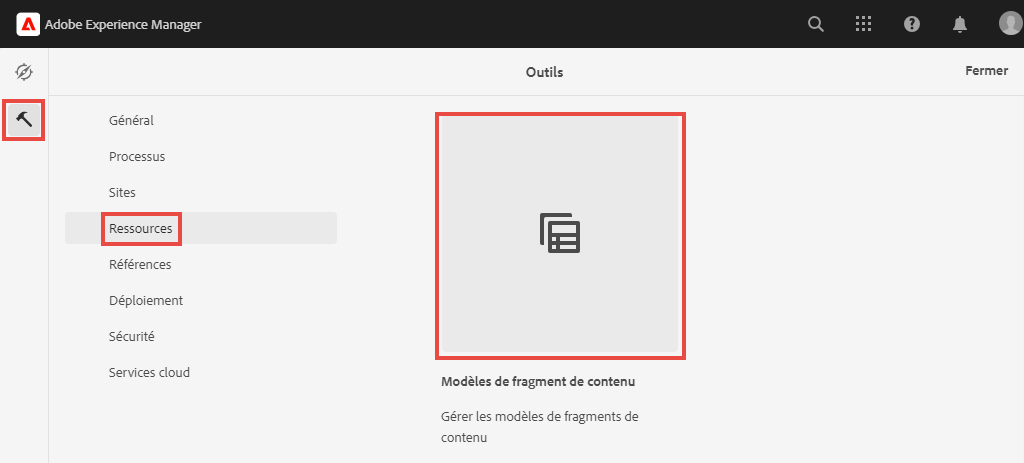 Adobe Experience Manager
Outils
Fermer
Général
Processus
Sites
Ressources
Références
Déploiement
Sécurité
Services cloud
Modèles de fragment de contenu
Gérer les modèles de fragments de
contenu